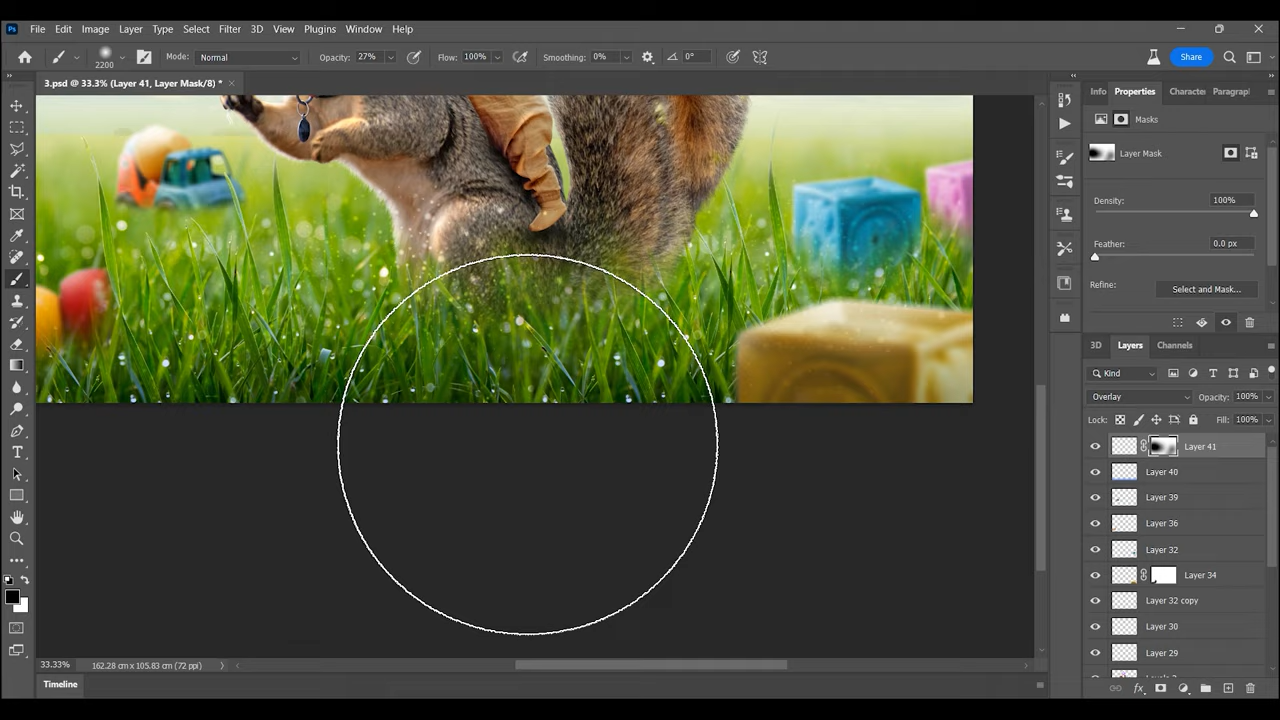 Ps File Edit Image Layer Type Select Filter 3D View Plugins Window Help
2200 Mode: Normal Opacity: 27% Flow: 100% Smoothing: 0% 0° Share
3.psd @ 33.3% (Layer 41, Layer Mask/8) *
Info Properties Characte Paragrap
Masks
Layer Mask
Density: 100%
Feather: 0.0 px
Refine: Select and Mask...
3D Layers Channels
Kind
Overlay Opacity: 100%
Lock: Fill: 100%
Layer 41
Layer 40
Layer 39
Layer 36
Layer 32
Layer 34
Layer 32 copy
Layer 30
Layer 29
33.33% 162.28 cm x 105.83 cm (72 ppi)
Timeline